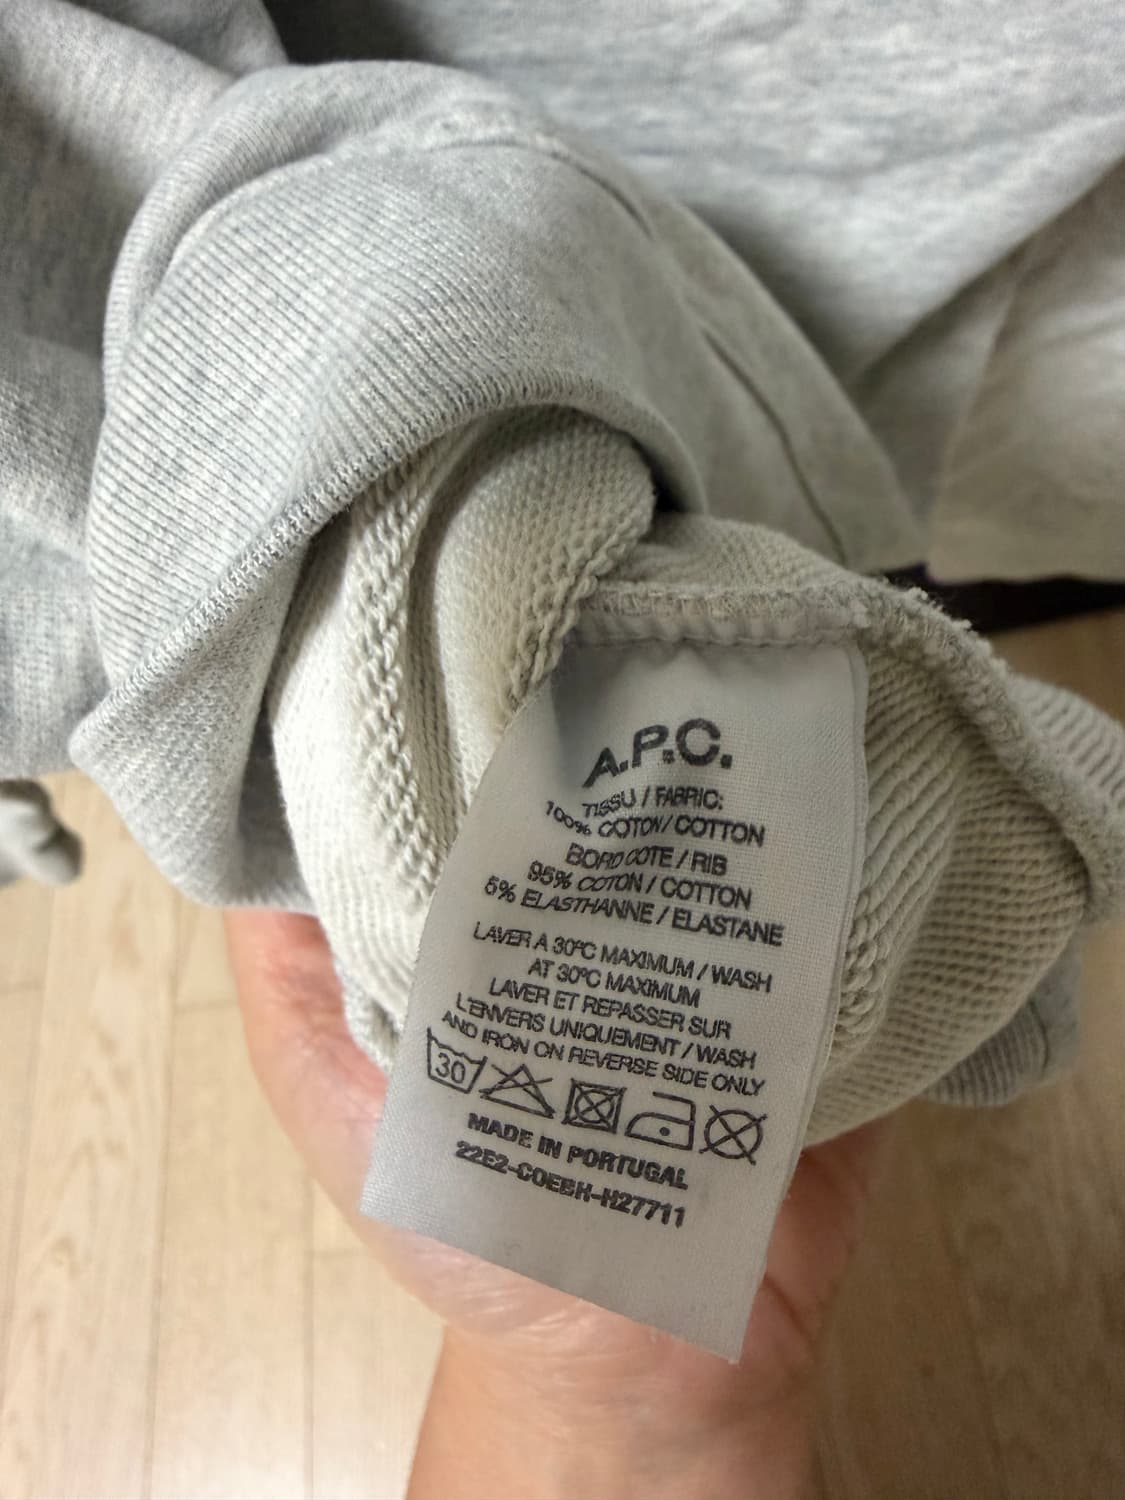 A.P.C.
TISSU / FABRIC:
100% COTON / COTTON
BORD COTE / RIB
95% COTON / COTTON
5% ELASTHANNE / ELASTANE
LAVER A 30°C MAXIMUM / WASH
AT 30°C MAXIMUM
LAVER ET REPASSER SUR
L'ENVERS UNIQUEMENT / WASH
AND IRON ON REVERSE SIDE ONLY
30
MADE IN PORTUGAL
22E2-COEBH-H27711